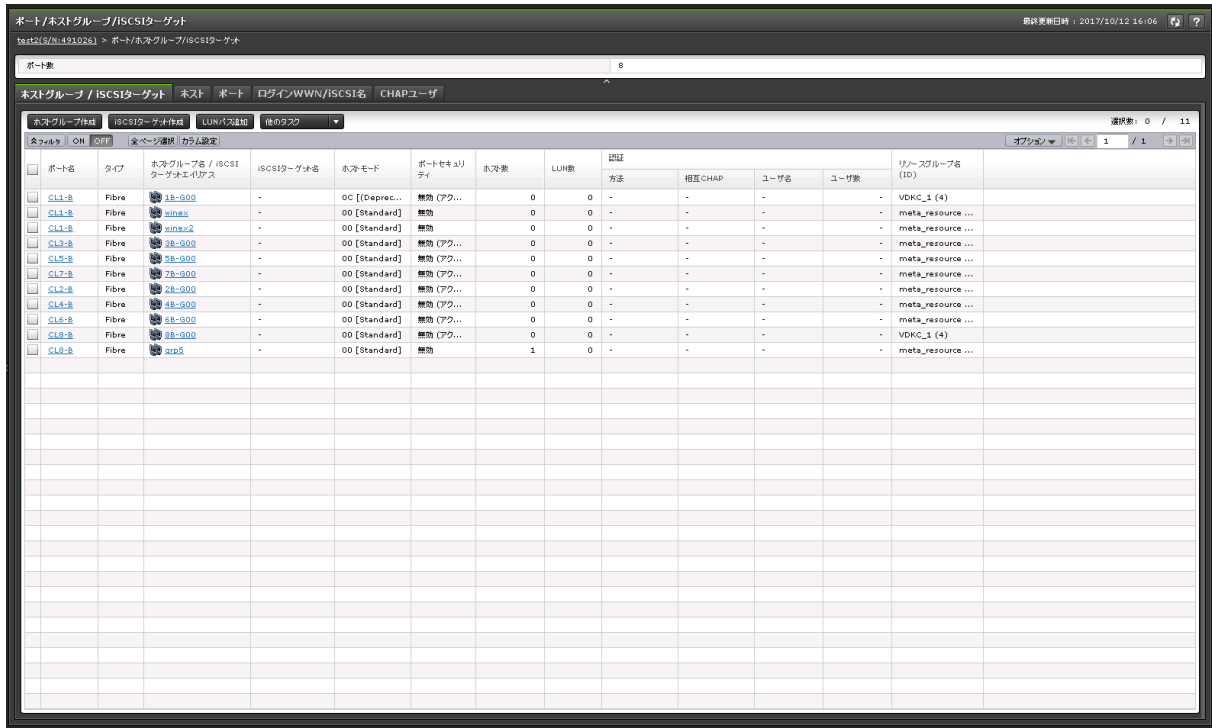 ポート/ホストグループ/iSCSIターゲット
最終更新日時 : 2017/10/12 16:06
test2(S/N:491026) > ポート/ホストグループ/iSCSIターゲット
ポート数 8
ホストグループ / iSCSIターゲット ホスト ポート ログインWWN/iSCSI名 CHAPユーザ
ホストグループ作成 iSCSIターゲット作成 LUNパス追加 他のタスク 選択数: 0 / 11
フィルタ ON OFF 全ページ選択 カラム設定 オプション 1 / 1
ポート名 タイプ ホストグループ名 / iSCSIターゲットエイリアス iSCSIターゲット名 ホストモード ポートセキュリティ ホスト数 LUN数 認証 リソースグループ名 (ID)
方法 相互CHAP ユーザ名 ユーザ数
CL1-B Fibre 1B-G00 - 0C [(Deprec... 無効 (アク... 0 0 - - - - VDKC_1 (4)
CL1-B Fibre winex - 00 [Standard] 無効 0 0 - - - - meta_resource ...
CL1-B Fibre winex2 - 00 [Standard] 無効 0 0 - - - - meta_resource ...
CL3-B Fibre 3B-G00 - 00 [Standard] 無効 (アク... 0 0 - - - - meta_resource ...
CL5-B Fibre 5B-G00 - 00 [Standard] 無効 (アク... 0 0 - - - - meta_resource ...
CL7-B Fibre 7B-G00 - 00 [Standard] 無効 (アク... 0 0 - - - - meta_resource ...
CL2-B Fibre 2B-G00 - 00 [Standard] 無効 (アク... 0 0 - - - - meta_resource ...
CL4-B Fibre 4B-G00 - 00 [Standard] 無効 (アク... 0 0 - - - - meta_resource ...
CL6-B Fibre 6B-G00 - 00 [Standard] 無効 (アク... 0 0 - - - - meta_resource ...
CL8-B Fibre 8B-G00 - 00 [Standard] 無効 (アク... 0 0 - - - - VDKC_1 (4)
CL8-B Fibre grp5 - 00 [Standard] 無効 1 0 - - - - meta_resource ...